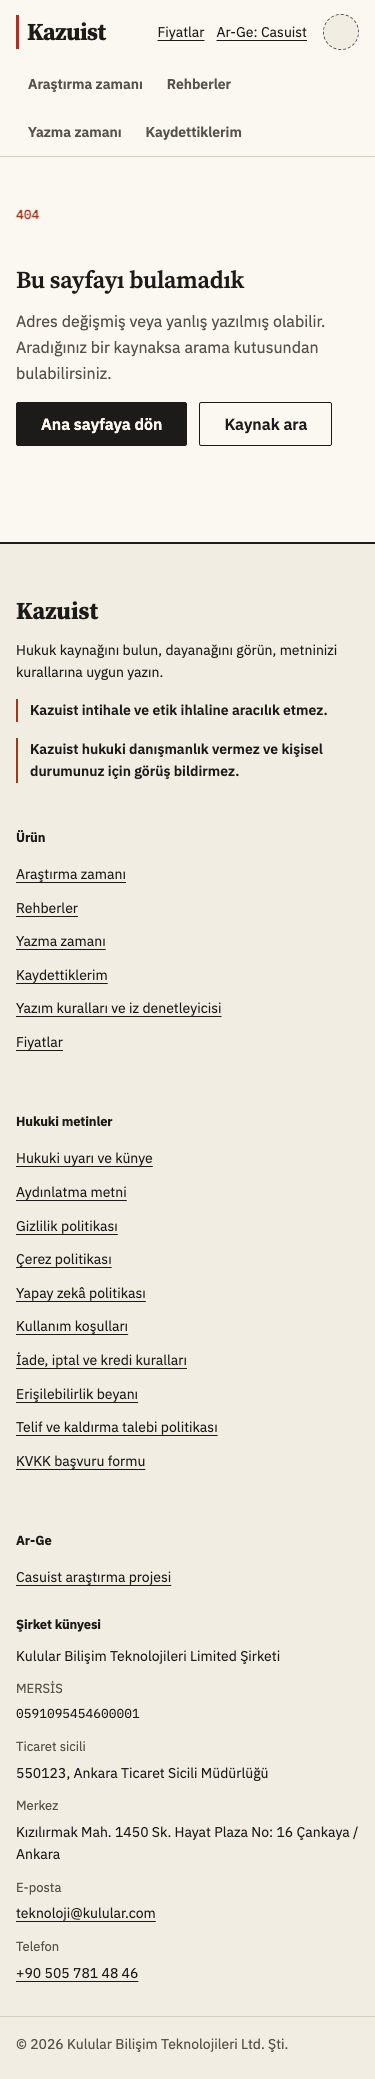 Kazuist
Fiyatlar Ar-Ge: Casuist
Araştırma zamanı Rehberler
Yazma zamanı Kaydettiklerim
404
Bu sayfayı bulamadık
Adres değişmiş veya yanlış yazılmış olabilir.
Aradığınız bir kaynaksa arama kutusundan
bulabilirsiniz.
Ana sayfaya dön Kaynak ara
Kazuist
Hukuk kaynağını bulun, dayanağını görün, metninizi
kurallarına uygun yazın.
Kazuist intihale ve etik ihlaline aracılık etmez.
Kazuist hukuki danışmanlık vermez ve kişisel
durumunuz için görüş bildirmez.
Ürün
Araştırma zamanı
Rehberler
Yazma zamanı
Kaydettiklerim
Yazım kuralları ve iz denetleyicisi
Fiyatlar
Hukuki metinler
Hukuki uyarı ve künye
Aydınlatma metni
Gizlilik politikası
Çerez politikası
Yapay zekâ politikası
Kullanım koşulları
İade, iptal ve kredi kuralları
Erişilebilirlik beyanı
Telif ve kaldırma talebi politikası
KVKK başvuru formu
Ar-Ge
Casuist araştırma projesi
Şirket künyesi
Kulular Bilişim Teknolojileri Limited Şirketi
MERSİS
0591095454600001
Ticaret sicili
550123, Ankara Ticaret Sicili Müdürlüğü
Merkez
Kızılırmak Mah. 1450 Sk. Hayat Plaza No: 16 Çankaya /
Ankara
E-posta
teknoloji@kulular.com
Telefon
+90 505 781 48 46
© 2026 Kulular Bilişim Teknolojileri Ltd. Şti.